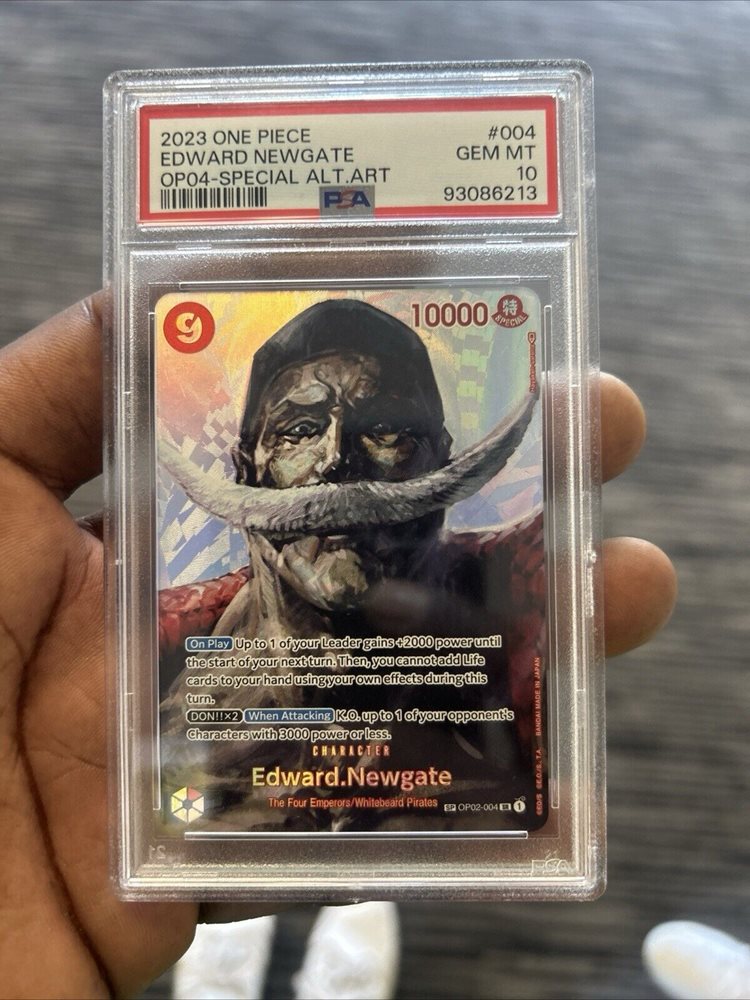 2023 ONE PIECE #004
EDWARD NEWGATE GEM MT
OP04-SPECIAL ALT.ART 10
PSA 93086213
9 10000 特
SPECIAL
On Play Up to 1 of your Leader gains +2000 power until
the start of your next turn. Then, you cannot add Life
cards to your hand using your own effects during this
turn.
DON!!×2 When Attacking K.O. up to 1 of your opponent's
Characters with 3000 power or less.
CHARACTER
Edward.Newgate
The Four Emperors/Whitebeard Pirates SP OP02-004 SR 1
©EO/S ©E.O./S., T.A BANDAI MADE IN JAPAN
PSA